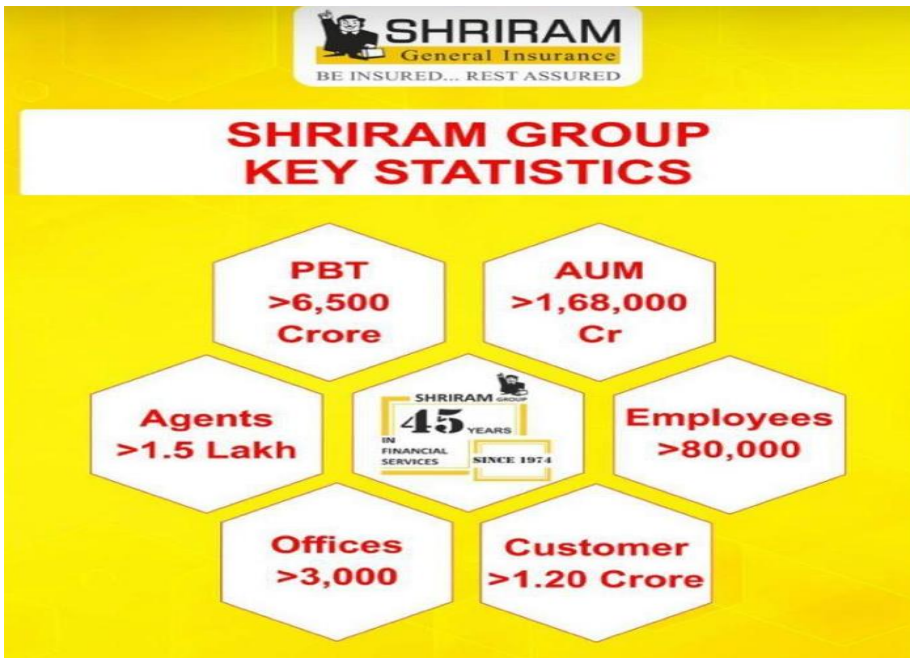 SHRIRAM
General Insurance
BE INSURED... REST ASSURED
SHRIRAM GROUP
KEY STATISTICS
PBT
>6,500
Crore
AUM
>1,68,000
Cr
Agents
>1.5 Lakh
SHRIRAM GROUP
45 YEARS
IN
FINANCIAL
SERVICES
SINCE 1974
Employees
>80,000
Offices
>3,000
Customer
>1.20 Crore